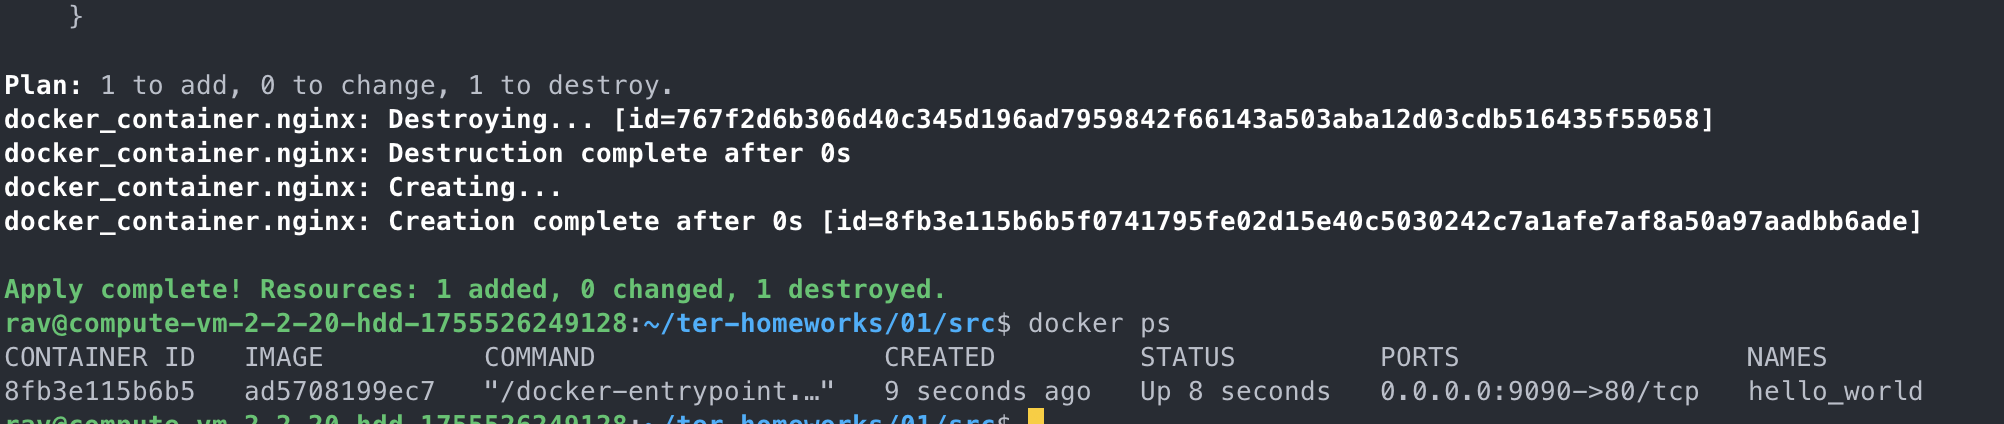 }
Plan: 1 to add, 0 to change, 1 to destroy.
docker_container.nginx: Destroying... [id=767f2d6b306d40c345d196ad7959842f66143a503aba12d03cdb516435f55058]
docker_container.nginx: Destruction complete after 0s
docker_container.nginx: Creating...
docker_container.nginx: Creation complete after 0s [id=8fb3e115b6b5f0741795fe02d15e40c5030242c7a1afe7af8a50a97aadbb6ade]
Apply complete! Resources: 1 added, 0 changed, 1 destroyed.
rav@compute-vm-2-2-20-hdd-1755526249128:~/ter-homeworks/01/src$ docker ps
CONTAINER ID   IMAGE          COMMAND                  CREATED         STATUS         PORTS                  NAMES
8fb3e115b6b5   ad5708199ec7   "/docker-entrypoint.…"   9 seconds ago   Up 8 seconds   0.0.0.0:9090->80/tcp   hello_world
rav@compute-vm-2-2-20-hdd-1755526249128:~/ter-homeworks/01/src$